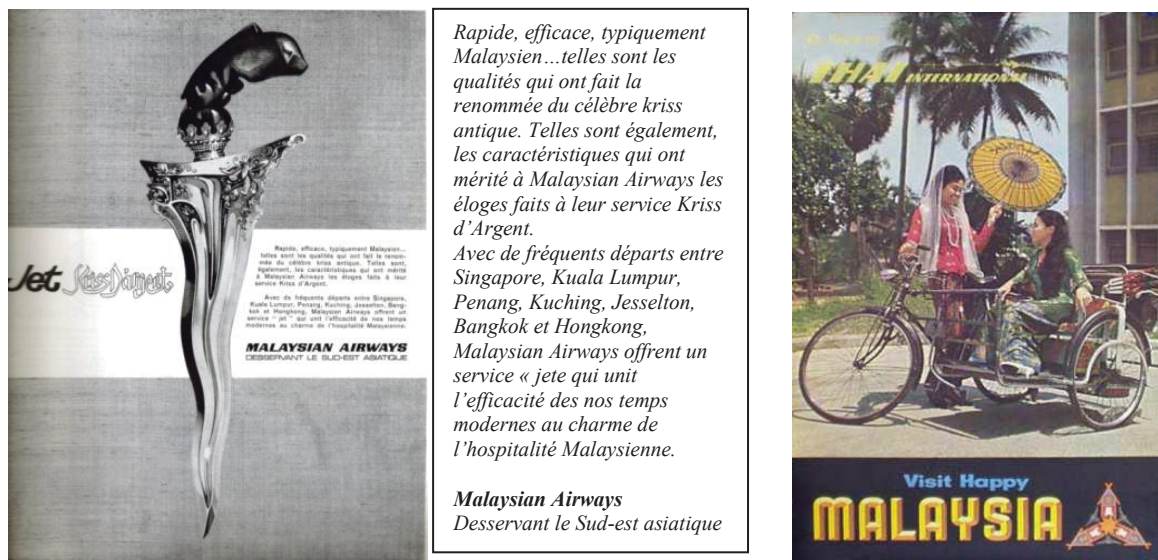 Jet Kriss D'argent
Rapide, efficace, typiquement Malaysien...
telles sont les qualités qui ont fait la renom-
mée du célèbre kriss antique. Telles sont,
également, les caractéristiques qui ont mérité
à Malaysian Airways les éloges faits à leur
service Kriss d'Argent.
Avec de fréquents départs entre Singapore,
Kuala Lumpur, Penang, Kuching, Jesselton, Bang-
kok et Hongkong, Malaysian Airways offrent un
service "jet" qui unit l'efficacité de nos temps
modernes au charme de l'hospitalité Malaysienne.
MALAYSIAN AIRWAYS
DESSERVANT LE SUD-EST ASIATIQUE
Rapide, efficace, typiquement
Malaysien…telles sont les
qualités qui ont fait la
renommée du célèbre kriss
antique. Telles sont également,
les caractéristiques qui ont
mérité à Malaysian Airways les
éloges faits à leur service Kriss
d'Argent.
Avec de fréquents départs entre
Singapore, Kuala Lumpur,
Penang, Kuching, Jesselton,
Bangkok et Hongkong,
Malaysian Airways offrent un
service « jete qui unit
l'efficacité des nos temps
modernes au charme de
l'hospitalité Malaysienne.
Malaysian Airways
Desservant le Sud-est asiatique
THAI INTERNATIONAL
Visit Happy
MALAYSIA